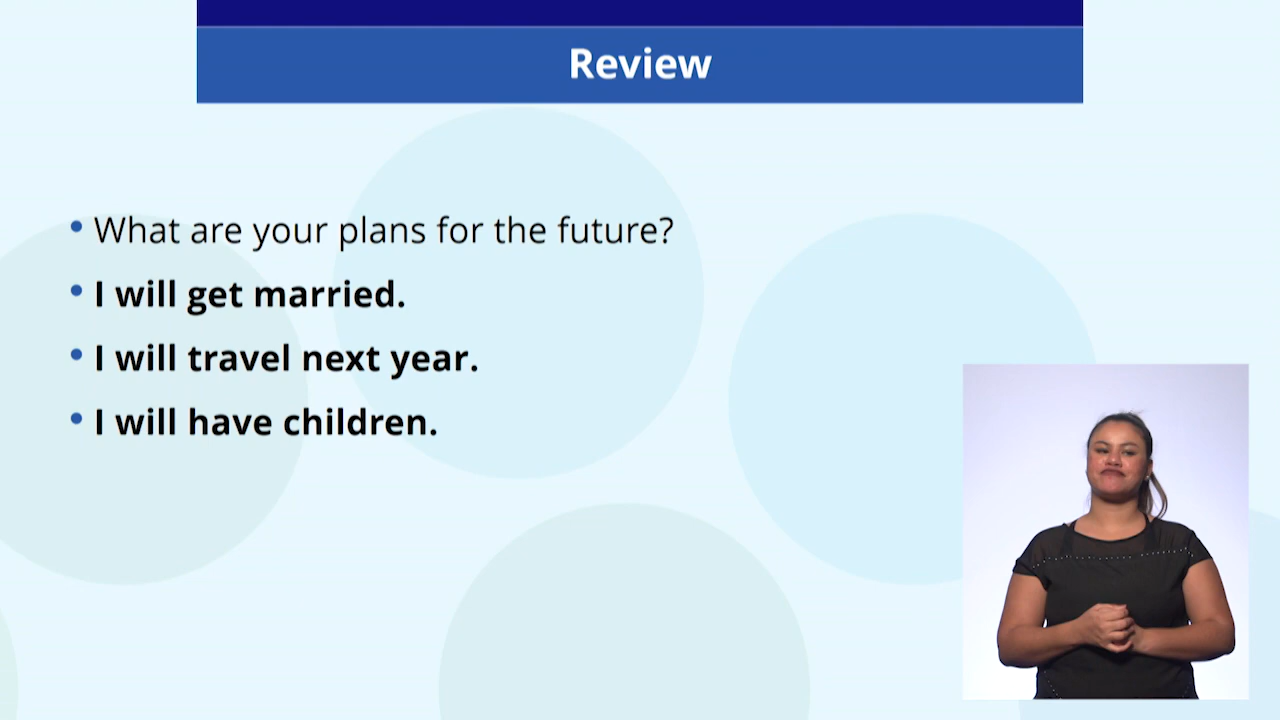 Review
What are your plans for the future?
I will get married.
I will travel next year.
I will have children.